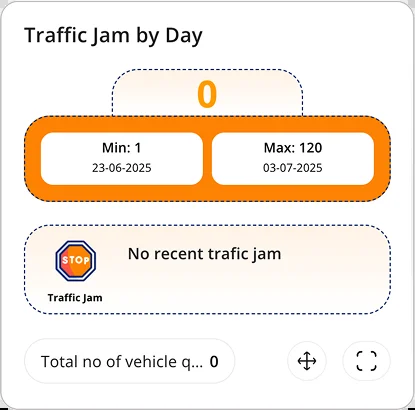 Traffic Jam by Day
0
Min: 1
23-06-2025
Max: 120
03-07-2025
STOP
No recent trafic jam
Traffic Jam
Total no of vehicle q... 0